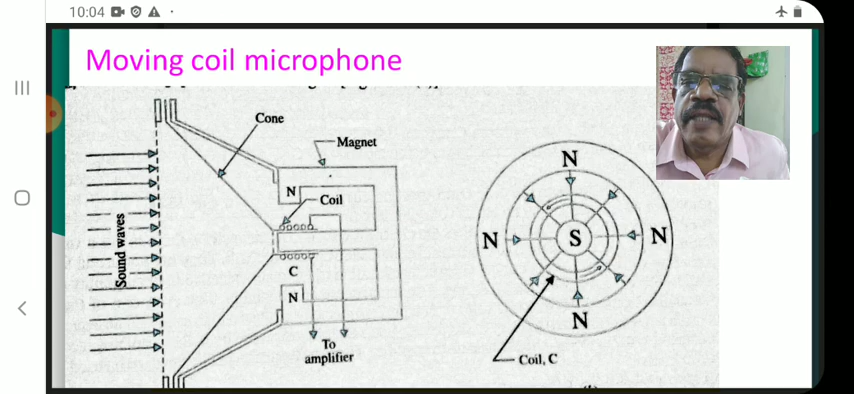 10:04
Moving coil microphone
Cone
Magnet
N
Coil
Sound waves
C
N
To
amplifier
N
N
S
N
N
Coil, C